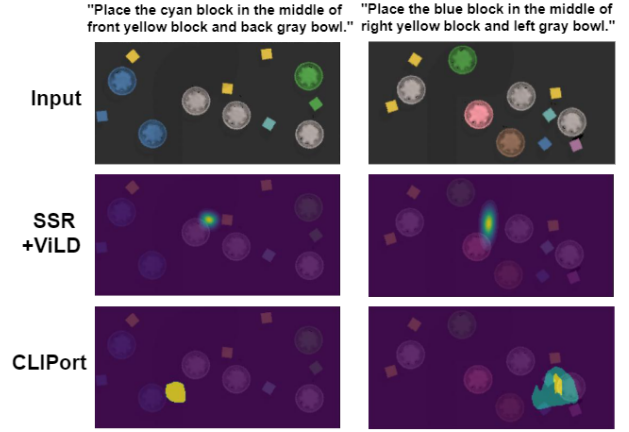 "Place the cyan block in the middle of
front yellow block and back gray bowl."
"Place the blue block in the middle of
right yellow block and left gray bowl."
Input
SSR
+ViLD
CLIPort